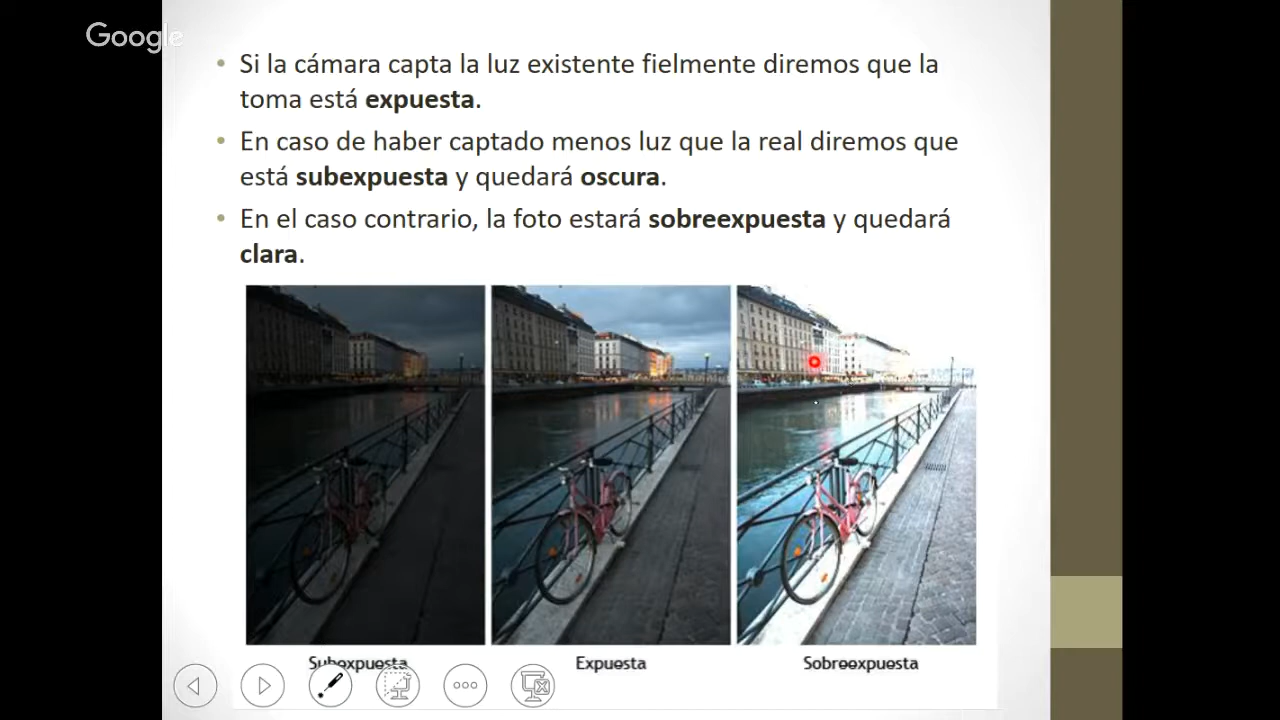 Google
Si la cámara capta la luz existente fielmente diremos que la
toma está expuesta.
En caso de haber captado menos luz que la real diremos que
está subexpuesta y quedará oscura.
En el caso contrario, la foto estará sobreexpuesta y quedará
clara.
Subexpuesta
Expuesta
Sobreexpuesta